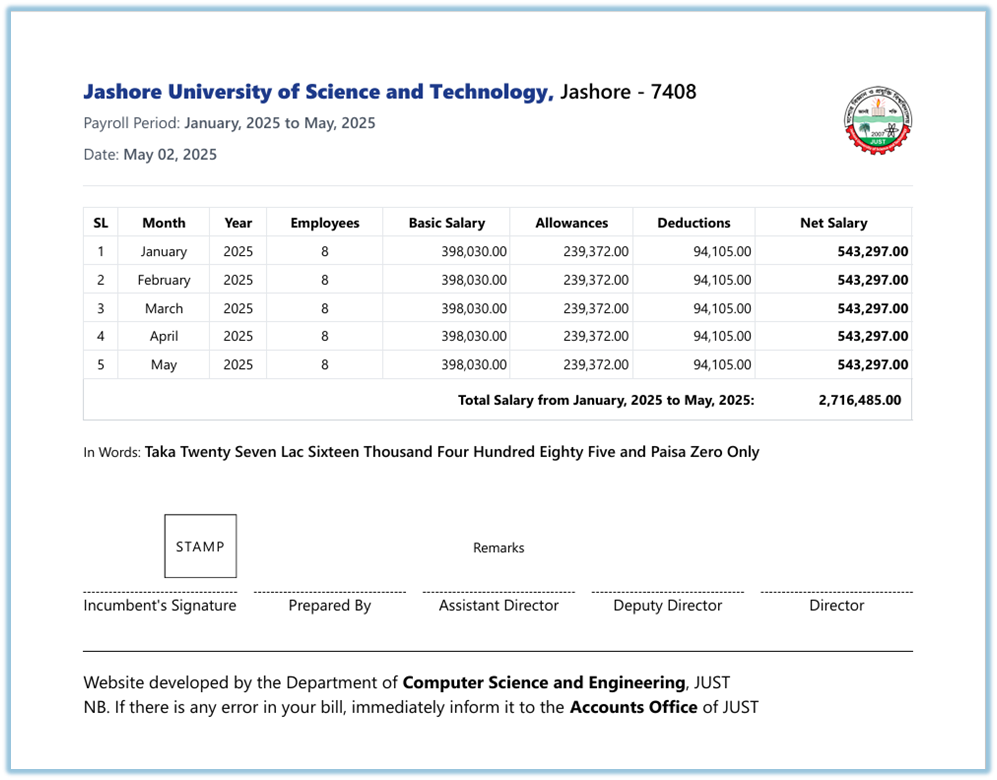 Jashore University of Science and Technology, Jashore - 7408
Payroll Period: January, 2025 to May, 2025
Date: May 02, 2025
2007
JUST
SL Month Year Employees Basic Salary Allowances Deductions Net Salary
1 January 2025 8 398,030.00 239,372.00 94,105.00 543,297.00
2 February 2025 8 398,030.00 239,372.00 94,105.00 543,297.00
3 March 2025 8 398,030.00 239,372.00 94,105.00 543,297.00
4 April 2025 8 398,030.00 239,372.00 94,105.00 543,297.00
5 May 2025 8 398,030.00 239,372.00 94,105.00 543,297.00
Total Salary from January, 2025 to May, 2025: 2,716,485.00
In Words: Taka Twenty Seven Lac Sixteen Thousand Four Hundred Eighty Five and Paisa Zero Only
STAMP Remarks
Incumbent's Signature Prepared By Assistant Director Deputy Director Director
Website developed by the Department of Computer Science and Engineering, JUST
NB. If there is any error in your bill, immediately inform it to the Accounts Office of JUST